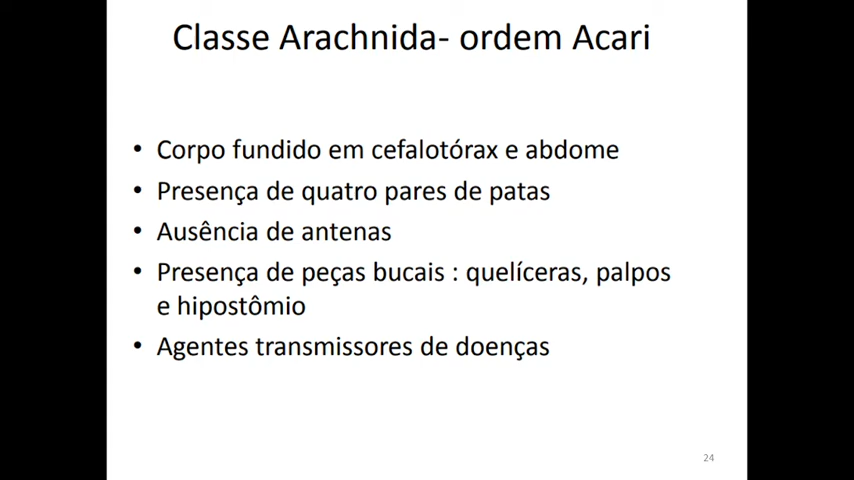 Classe Arachnida- ordem Acari
• Corpo fundido em cefalotórax e abdome
• Presença de quatro pares de patas
• Ausência de antenas
• Presença de peças bucais : quelíceras, palpos
e hipostômio
• Agentes transmissores de doenças
24